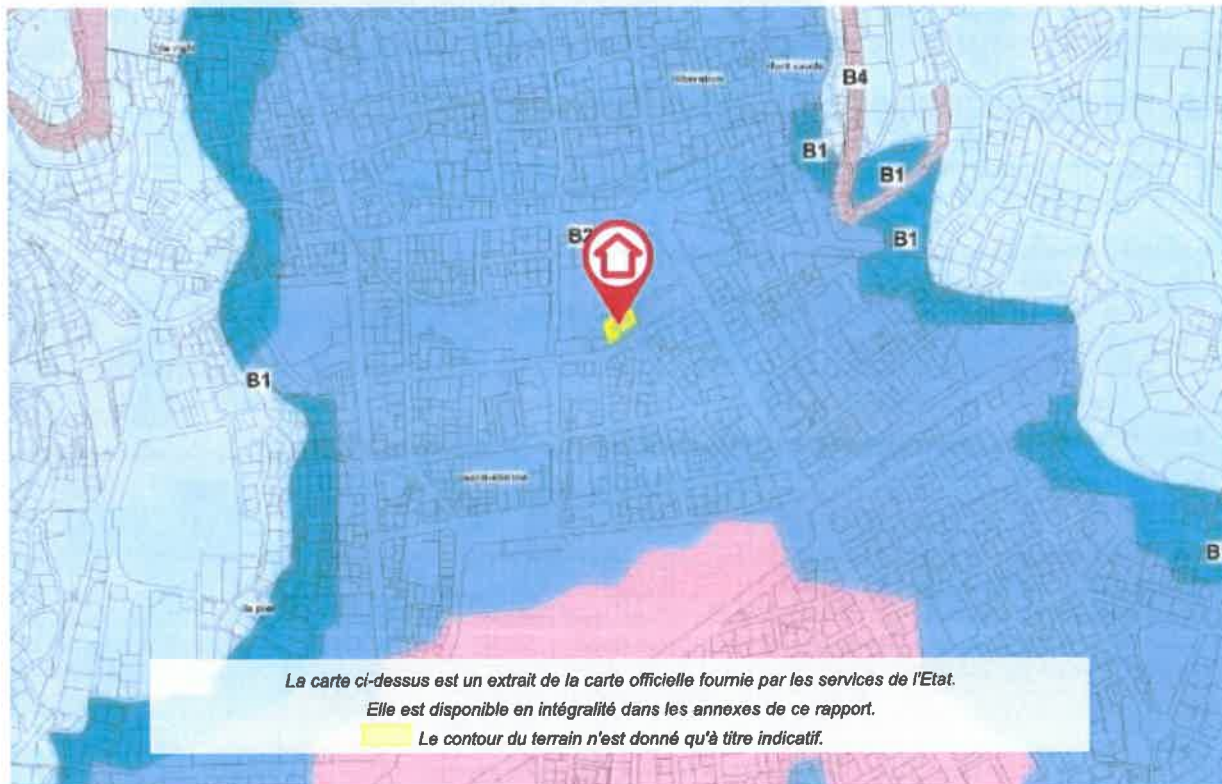 B4
B1
B1
B1
B1
libération
La carte ci-dessus est un extrait de la carte officielle fournie par les services de l'Etat.
Elle est disponible en intégralité dans les annexes de ce rapport.
Le contour du terrain n'est donné qu'à titre indicatif.